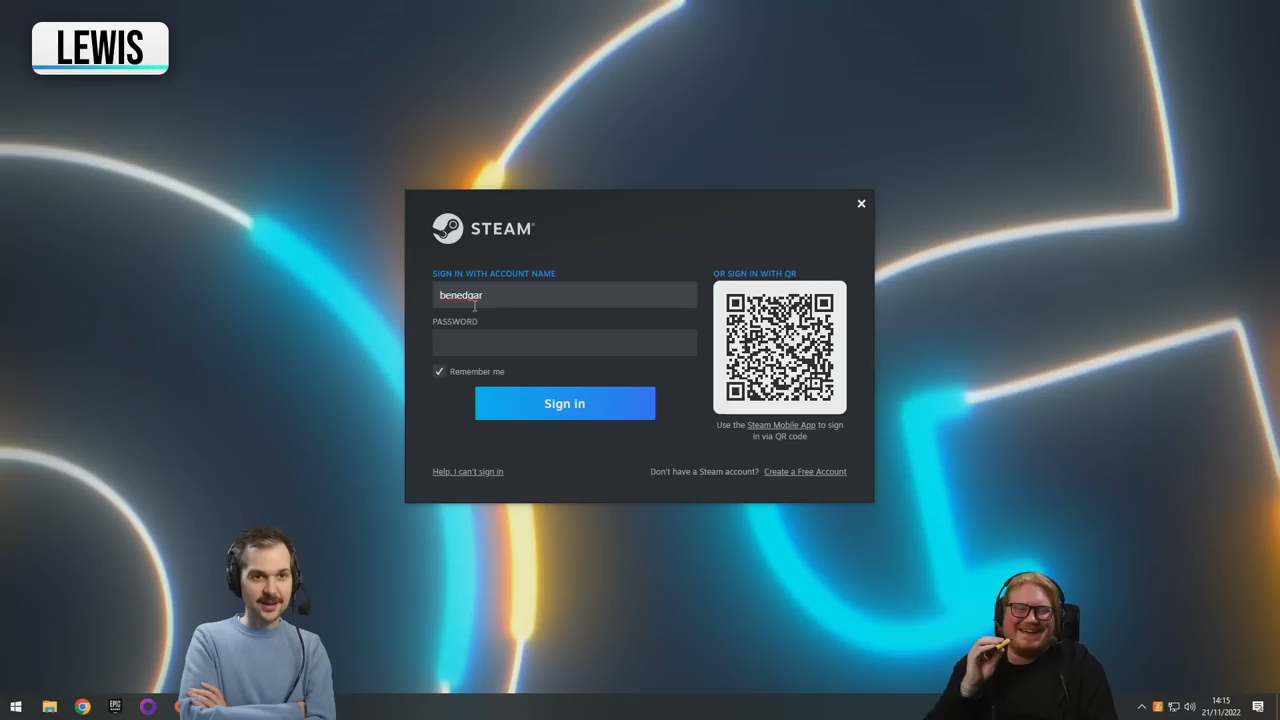 LEWIS
STEAM
SIGN IN WITH ACCOUNT NAME
benedgar
PASSWORD
Remember me
Sign in
Help, I can't sign in
OR SIGN IN WITH QR
Use the Steam Mobile App to sign
in via QR code
Don't have a Steam account? Create a Free Account
EPIC
14:15
21/11/2022